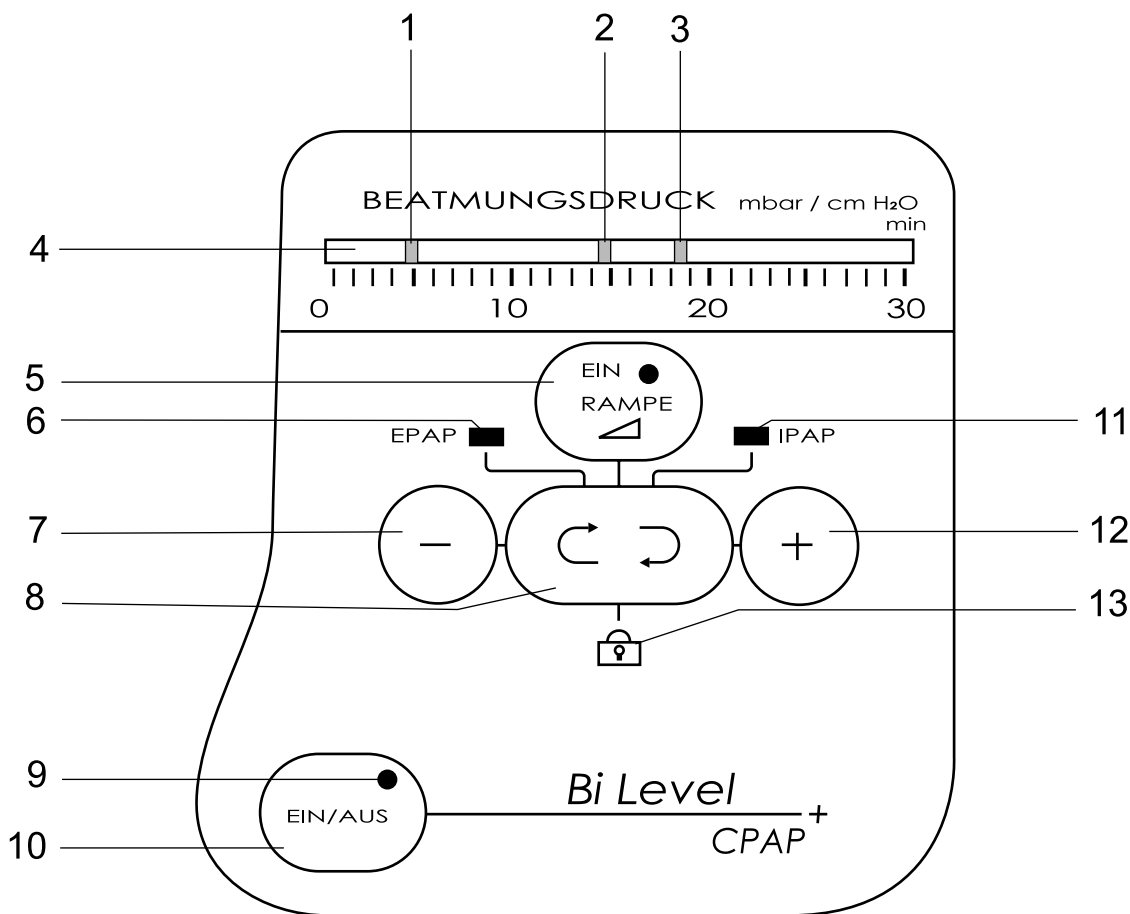 1 2 3
BEATMUNGSDRUCK mbar / cm H₂O
min
4
0 10 20 30
5 EIN
RAMPE
6 EPAP IPAP 11
7 − + 12
8
13
9
EIN/AUS
10
Bi Level
+
CPAP